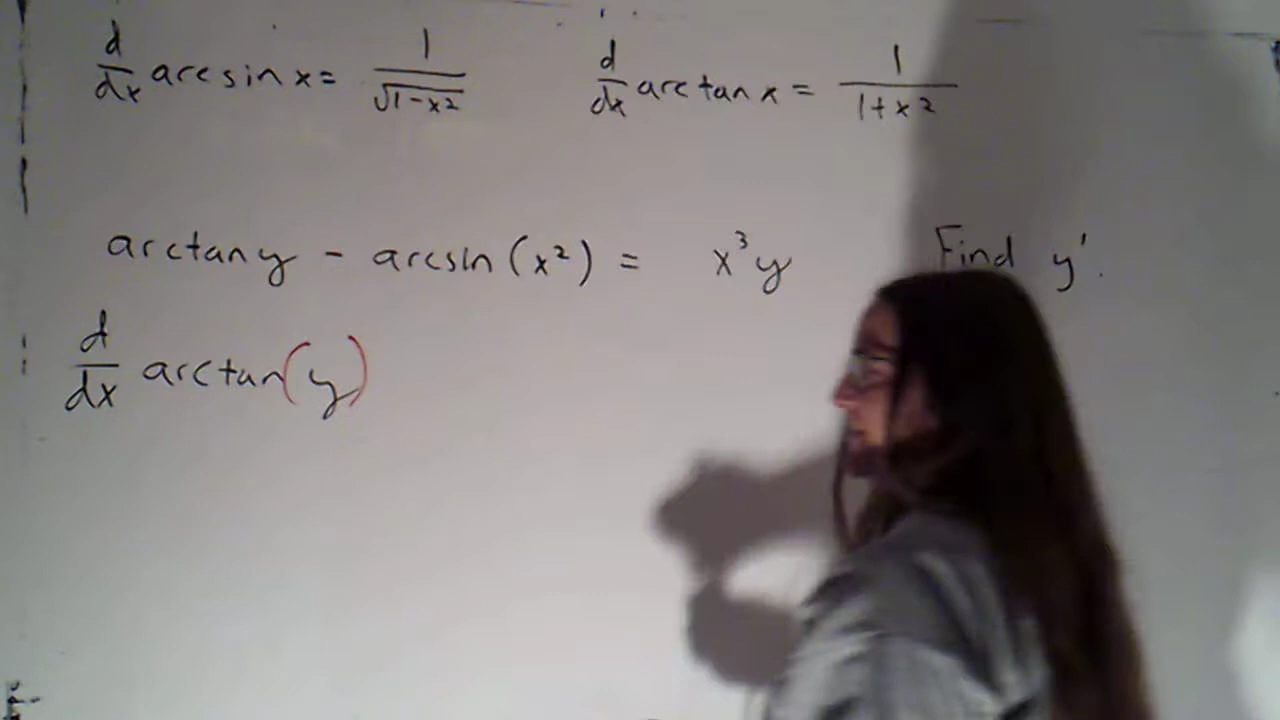 d/dx arcsin x = 1/√(1-x²)    d/dx arctan x = 1/(1+x²)
arctan y - arcsin (x²) = x³y    Find y'.
d/dx arctan(y)